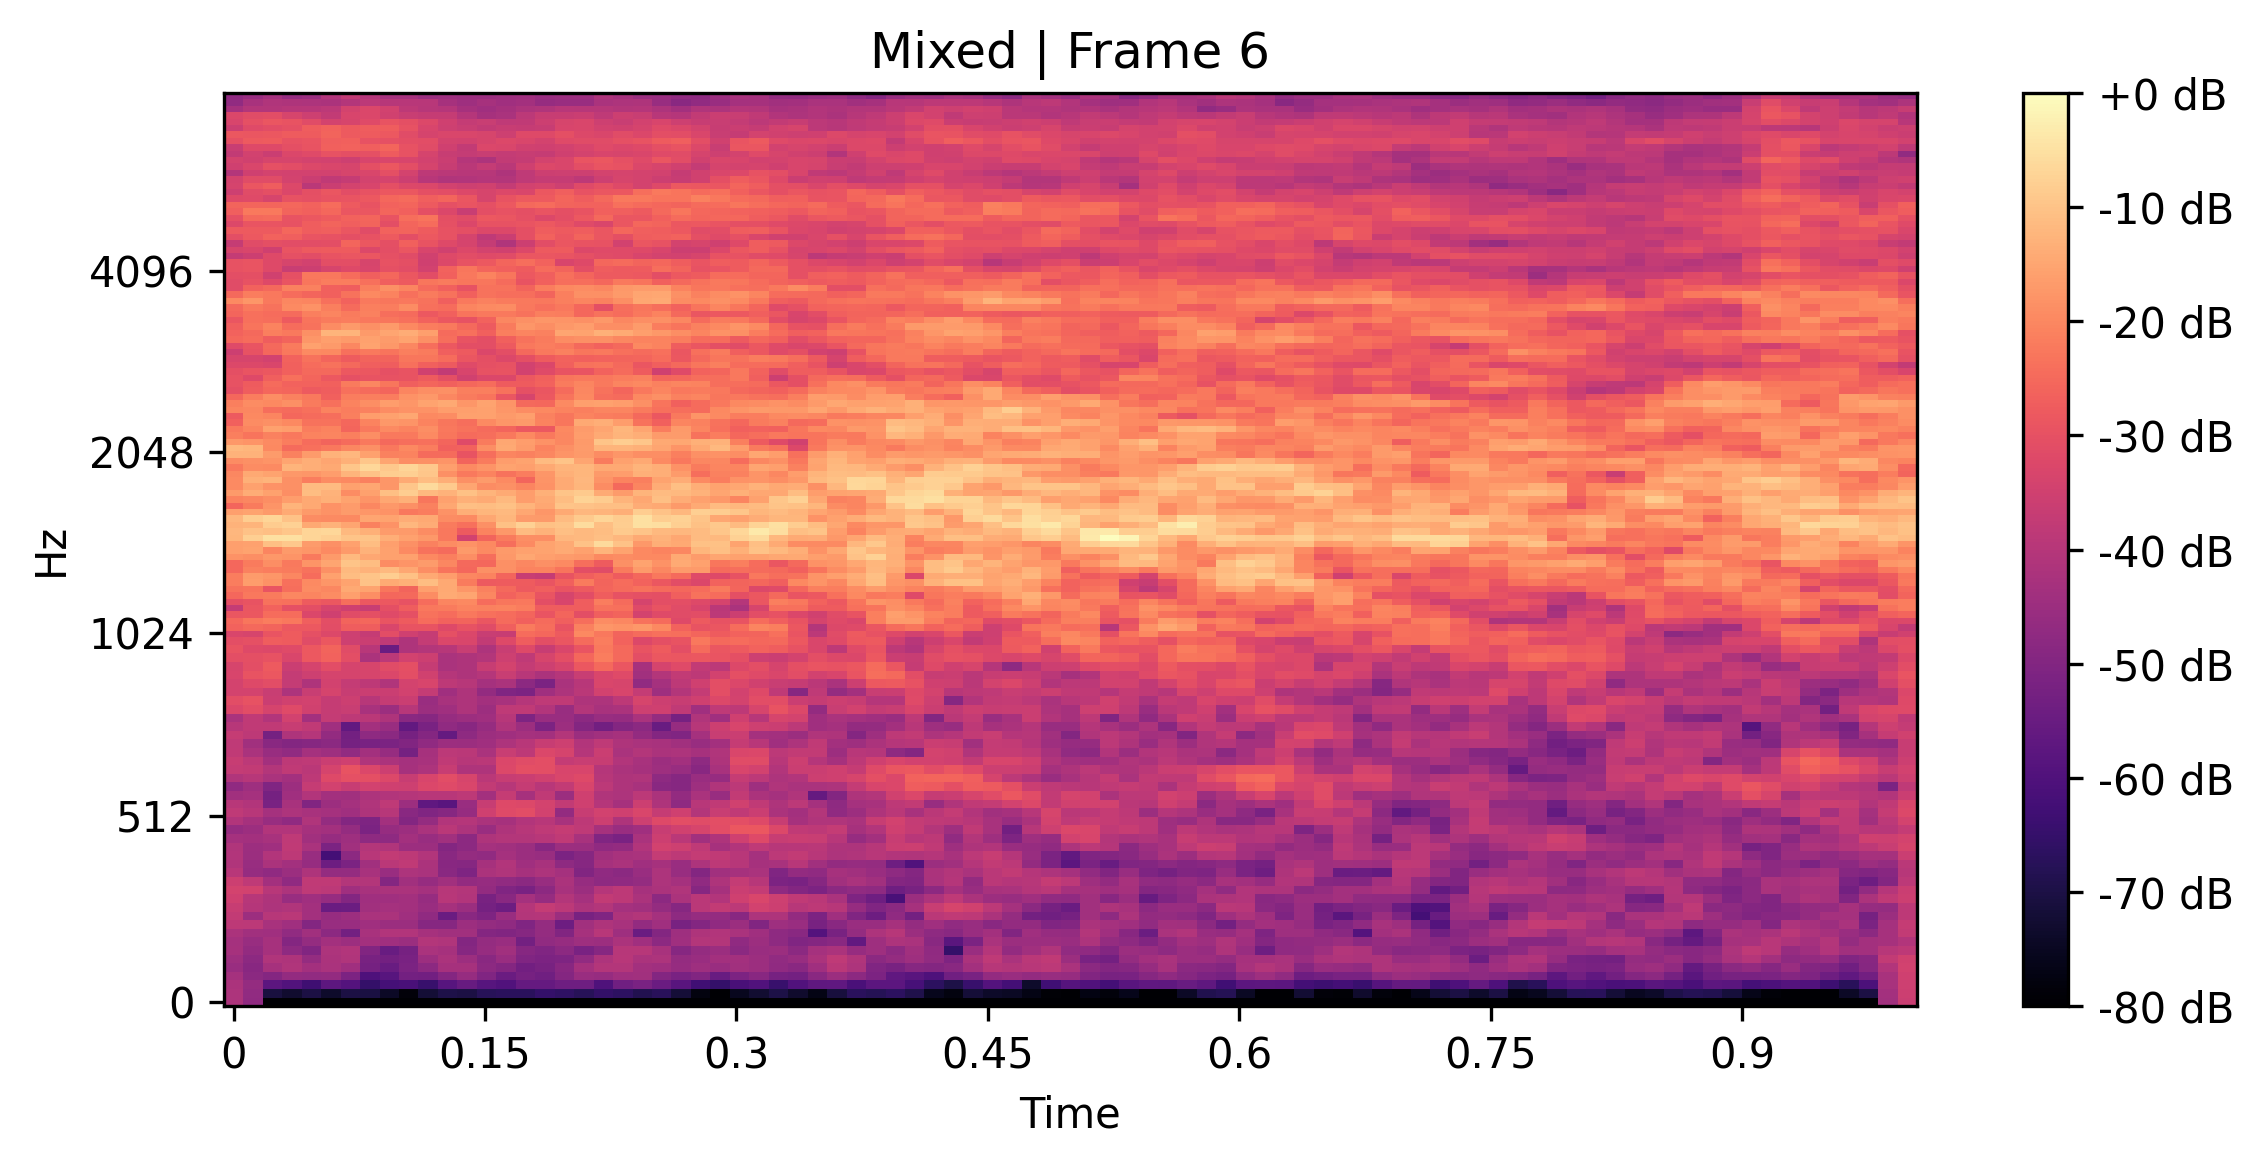 Mixed | Frame 6
Hz
4096
2048
1024
512
0
0 0.15 0.3 0.45 0.6 0.75 0.9
Time
+0 dB
-10 dB
-20 dB
-30 dB
-40 dB
-50 dB
-60 dB
-70 dB
-80 dB